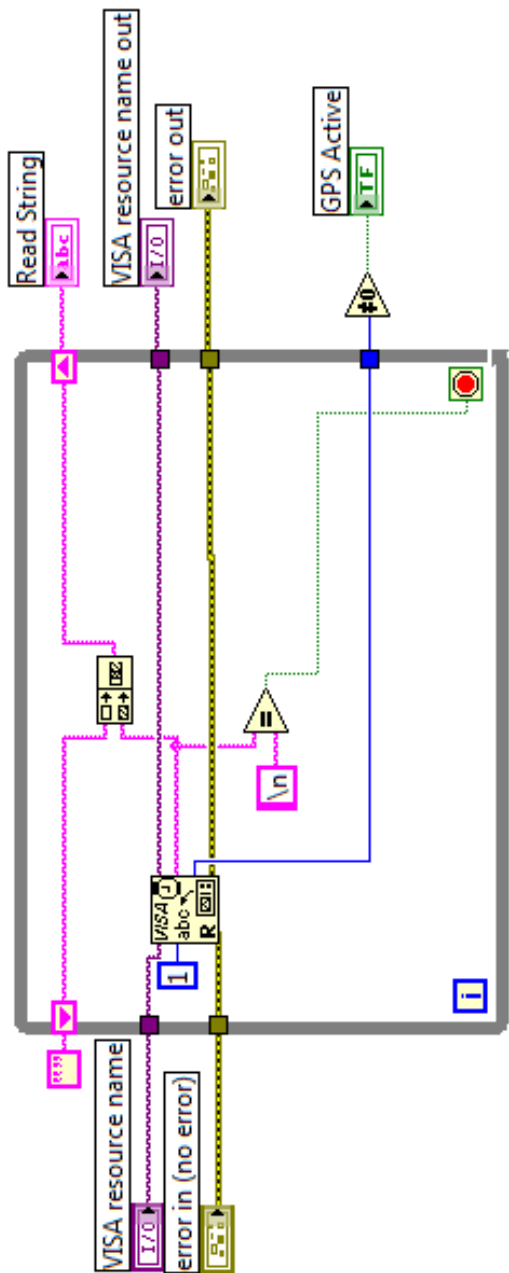 Read String
abc
VISA resource name out
I/O
error out
GPS Active
TF
≠0
VISA
abc
R
1
=
\n
i
""
VISA resource name
I/O
error in (no error)